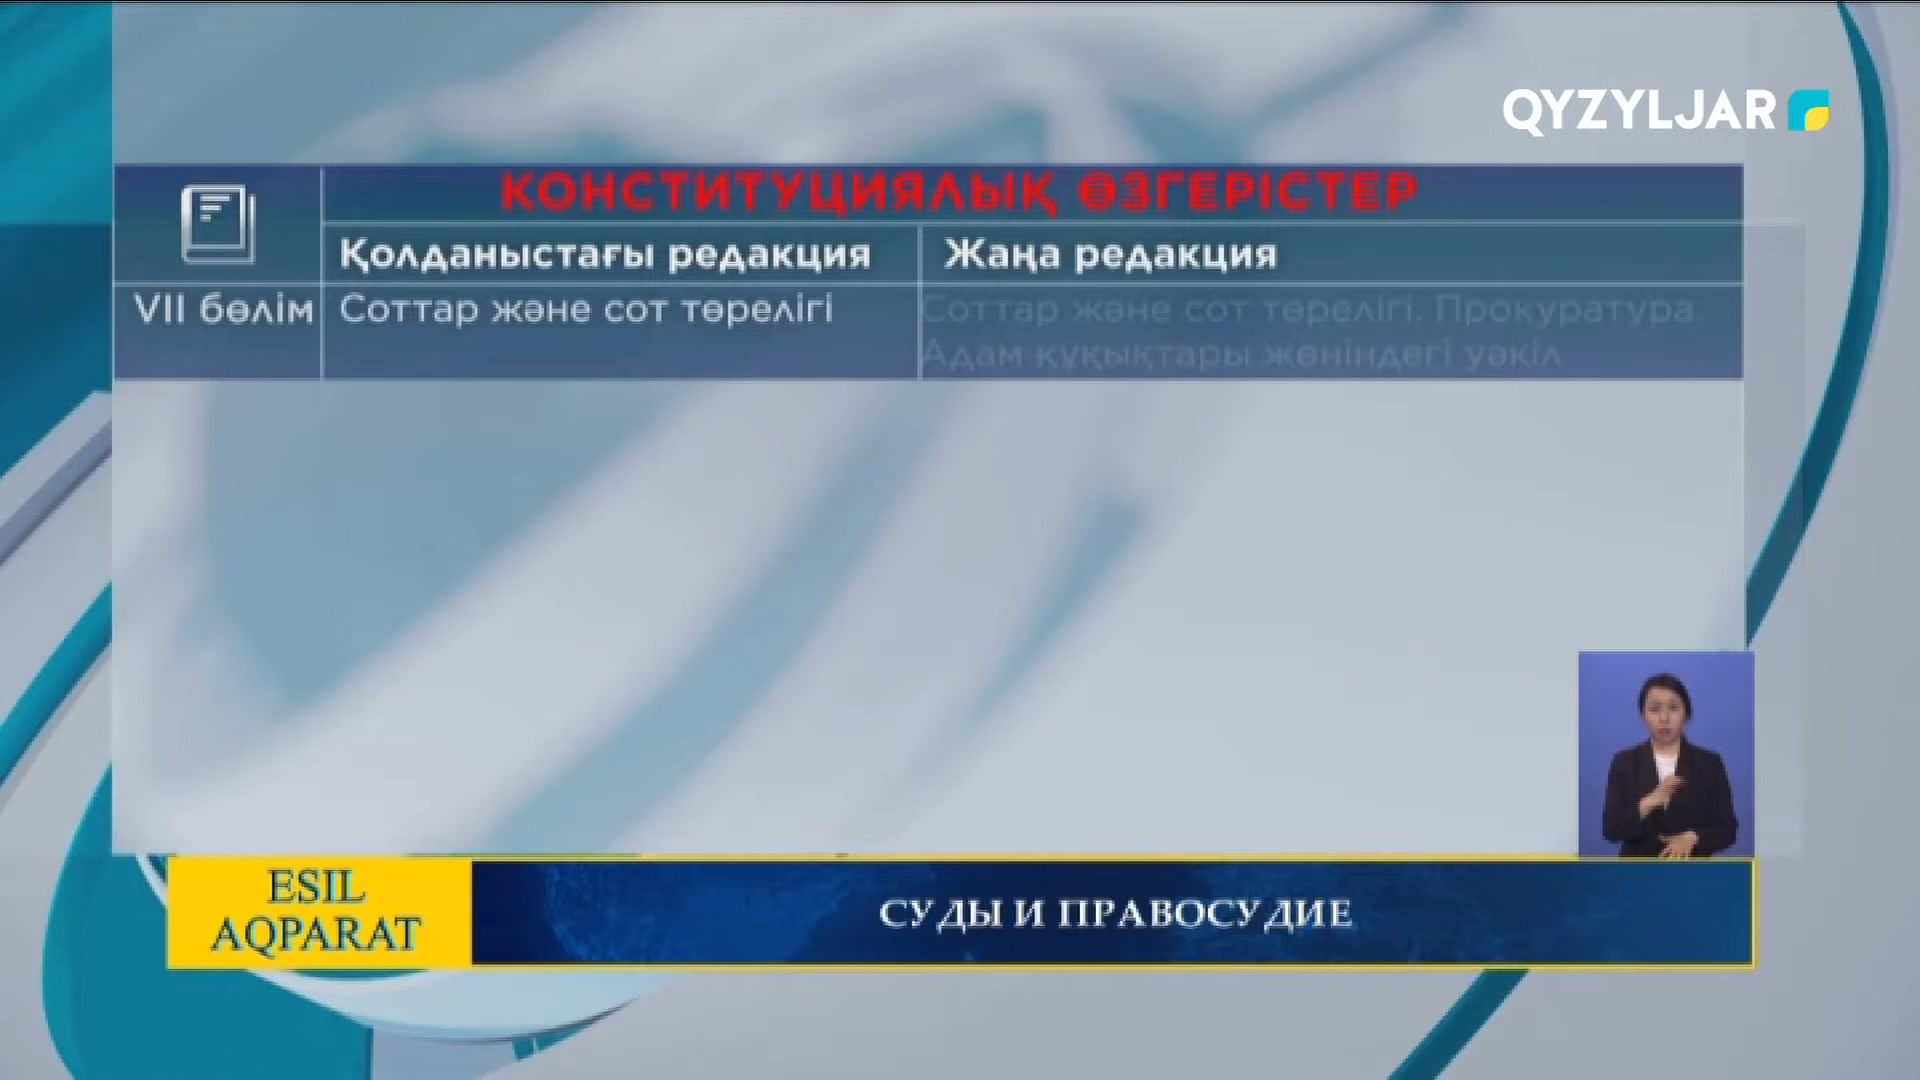 QYZYLJAR
КОНСТИТУЦИЯЛЫҚ ӨЗГЕРІСТЕР
Қолданыстағы редакция
Жаңа редакция
VII бөлім
Соттар және сот төрелігі
Соттар және сот төрелігі. Прокуратура
Адам құқықтары жөніндегі уәкіл
ESIL
AQPARAT
СУДЫ И ПРАВОСУДИЕ